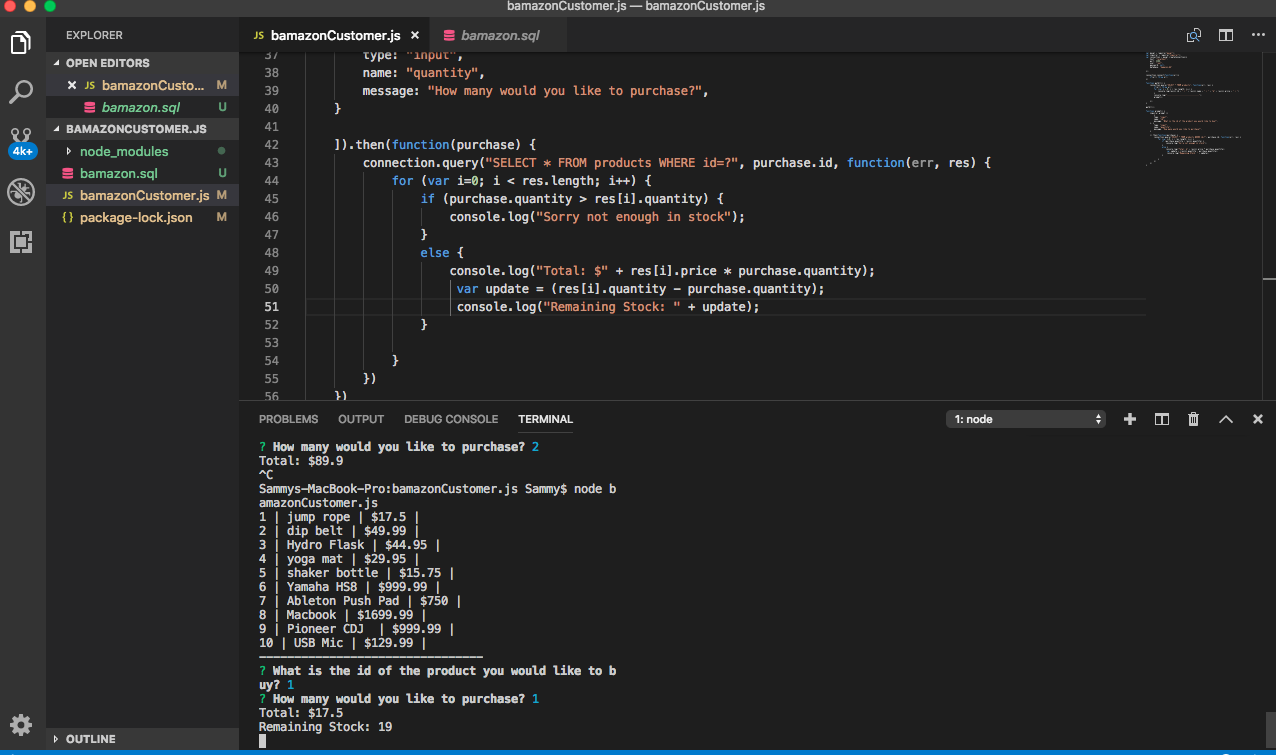 bamazonCustomer.js — bamazonCustomer.js
EXPLORER
OPEN EDITORS
JS bamazonCusto... M
bamazon.sql U
BAMAZONCUSTOMER.JS
node_modules
bamazon.sql U
JS bamazonCustomer.js M
{ } package-lock.json M
4k+
OUTLINE
JS bamazonCustomer.js ×
bamazon.sql
37 type: "input",
38 name: "quantity",
39 message: "How many would you like to purchase?",
40 }
41
42 ]).then(function(purchase) {
43 connection.query("SELECT * FROM products WHERE id=?", purchase.id, function(err, res) {
44 for (var i=0; i < res.length; i++) {
45 if (purchase.quantity > res[i].quantity) {
46 console.log("Sorry not enough in stock");
47 }
48 else {
49 console.log("Total: $" + res[i].price * purchase.quantity);
50 var update = (res[i].quantity - purchase.quantity);
51 console.log("Remaining Stock: " + update);
52 }
53
54 }
55 })
56 })
PROBLEMS OUTPUT DEBUG CONSOLE TERMINAL 1: node
? How many would you like to purchase? 2
Total: $89.9
^C
Sammys-MacBook-Pro:bamazonCustomer.js Sammy$ node b
amazonCustomer.js
1 | jump rope | $17.5 |
2 | dip belt | $49.99 |
3 | Hydro Flask | $44.95 |
4 | yoga mat | $29.95 |
5 | shaker bottle | $15.75 |
6 | Yamaha HS8 | $999.99 |
7 | Ableton Push Pad | $750 |
8 | Macbook | $1699.99 |
9 | Pioneer CDJ  | $999.99 |
10 | USB Mic | $129.99 |
--------------------------------
? What is the id of the product you would like to b
uy? 1
? How many would you like to purchase? 1
Total: $17.5
Remaining Stock: 19